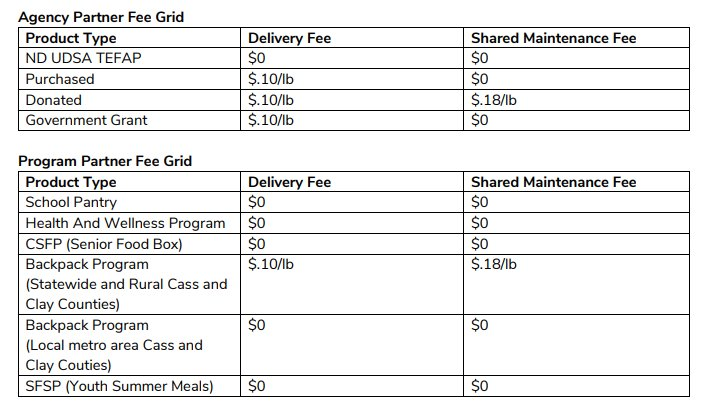 Agency Partner Fee Grid
Product Type Delivery Fee Shared Maintenance Fee
ND UDSA TEFAP $0 $0
Purchased $.10/lb $0
Donated $.10/lb $.18/lb
Government Grant $.10/lb $0
Program Partner Fee Grid
Product Type Delivery Fee Shared Maintenance Fee
School Pantry $0 $0
Health And Wellness Program $0 $0
CSFP (Senior Food Box) $0 $0
Backpack Program $.10/lb $.18/lb
(Statewide and Rural Cass and
Clay Counties)
Backpack Program $0 $0
(Local metro area Cass and
Clay Couties)
SFSP (Youth Summer Meals) $0 $0